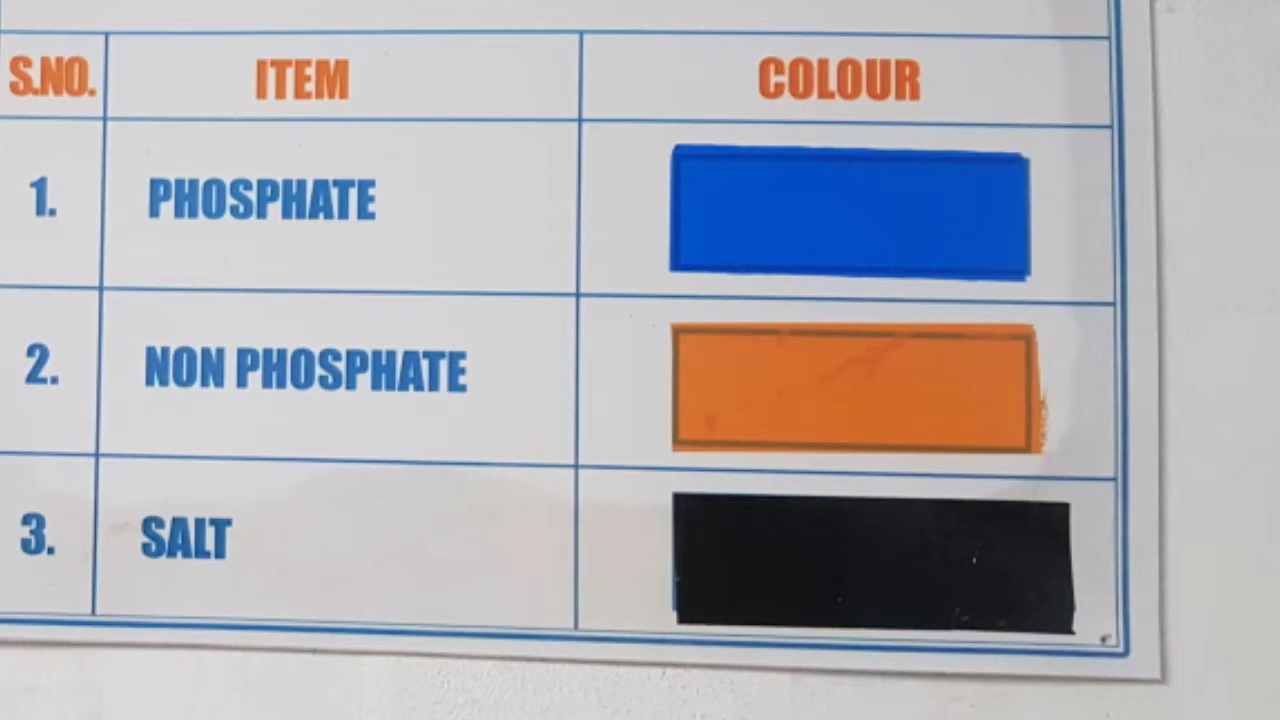 S.NO. ITEM COLOUR
1. PHOSPHATE
2. NON PHOSPHATE
3. SALT